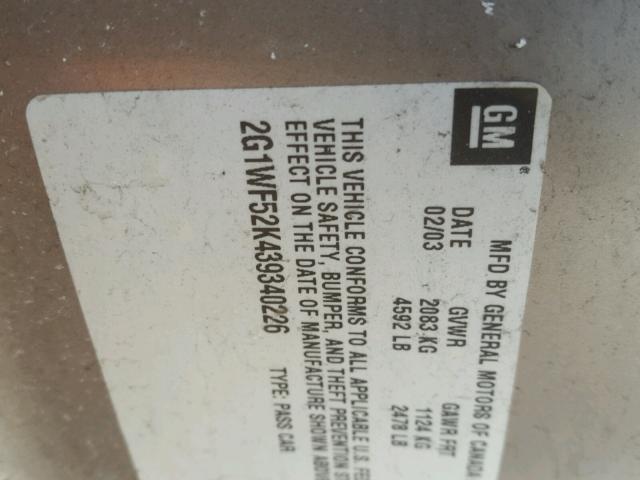 GM
MFD BY GENERAL MOTORS OF CANADA
DATE GVWR GAWR FRT
02/03 2083 KG 1124 KG
4592 LB 2478 LB
THIS VEHICLE CONFORMS TO ALL APPLICABLE U.S. FE
VEHICLE SAFETY, BUMPER, AND THEFT PREVENTION S
EFFECT ON THE DATE OF MANUFACTURE SHOWN ABOV
2G1WF52K439340226 TYPE: PASS CAR